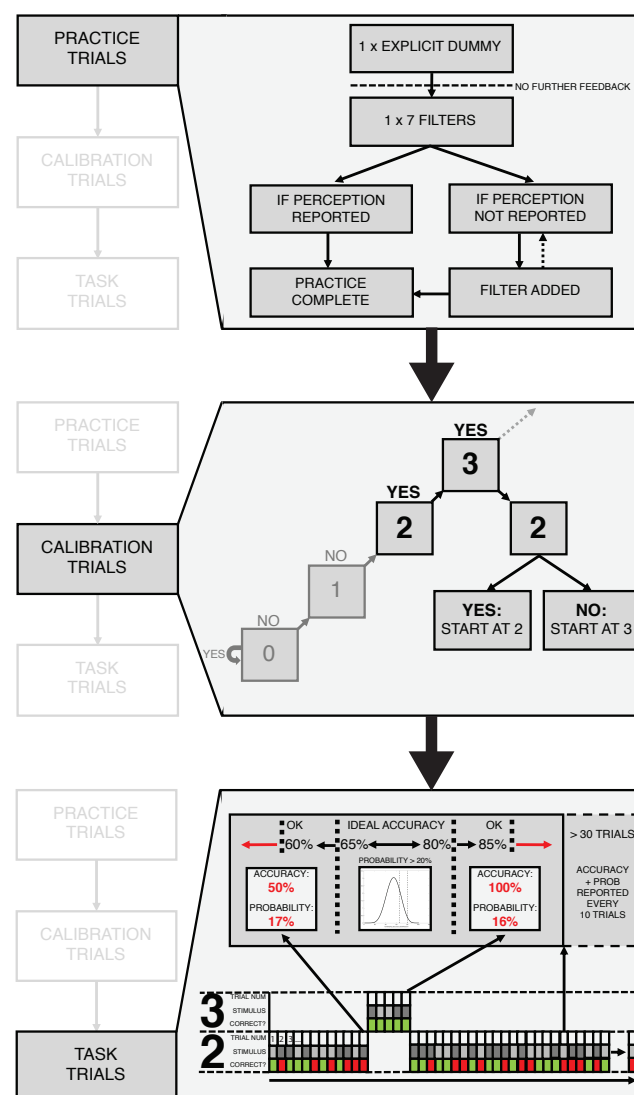 PRACTICE
TRIALS
CALIBRATION
TRIALS
TASK
TRIALS
1 x EXPLICIT DUMMY
NO FURTHER FEEDBACK
1 x 7 FILTERS
IF PERCEPTION
REPORTED
IF PERCEPTION
NOT REPORTED
PRACTICE
COMPLETE
FILTER ADDED
PRACTICE
TRIALS
CALIBRATION
TRIALS
TASK
TRIALS
YES
3
YES
2
2
NO
1
NO
YES
0
YES:
START AT 2
NO:
START AT 3
PRACTICE
TRIALS
CALIBRATION
TRIALS
TASK
TRIALS
OK
60%
IDEAL ACCURACY
65%
80%
OK
85%
PROBABILITY > 20%
ACCURACY:
50%
PROBABILITY:
17%
ACCURACY:
100%
PROBABILITY:
16%
> 30 TRIALS
ACCURACY
+ PROB
REPORTED
EVERY
10 TRIALS
3
TRIAL NUM
STIMULUS
CORRECT?
2
TRIAL NUM
STIMULUS
CORRECT?
1 2 3 ...